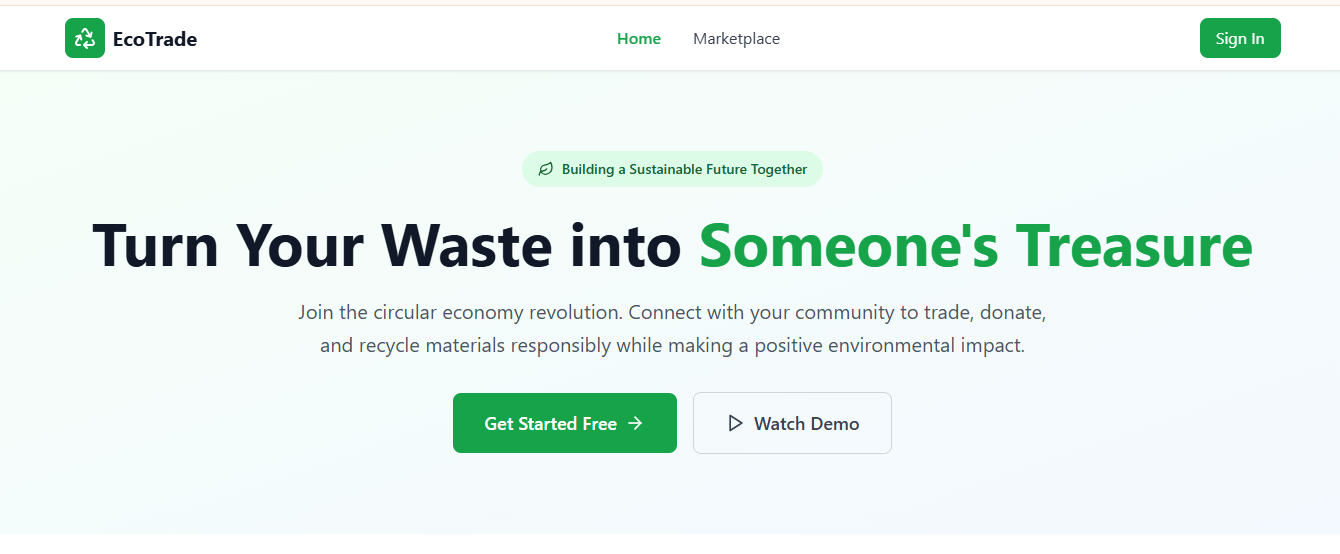 EcoTrade
Home
Marketplace
Sign In
Building a Sustainable Future Together
Turn Your Waste into Someone's Treasure
Join the circular economy revolution. Connect with your community to trade, donate,
and recycle materials responsibly while making a positive environmental impact.
Get Started Free
Watch Demo